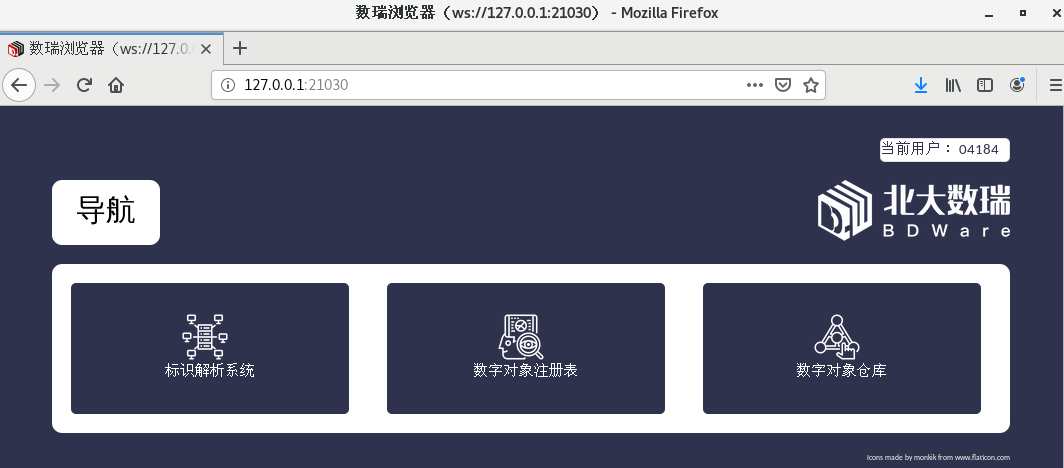 数瑞浏览器（ws://127.0.0.1:21030） - Mozilla Firefox
数瑞浏览器（ws://127.0.
127.0.0.1:21030
当前用户： 04184
导航
北大数瑞
BDWare
标识解析系统
数字对象注册表
数字对象仓库
Icons made by monkik from www.flaticon.com